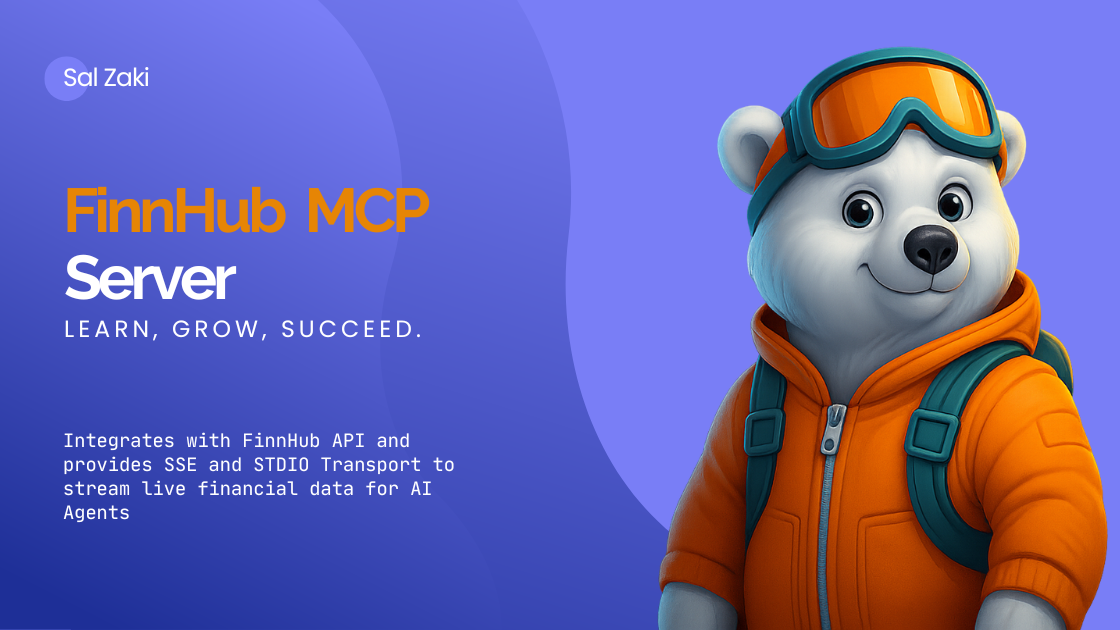 Sal Zaki
FinnHub MCP
Server
LEARN, GROW, SUCCEED.
Integrates with FinnHub API and
provides SSE and STDIO Transport to
stream live financial data for AI
Agents